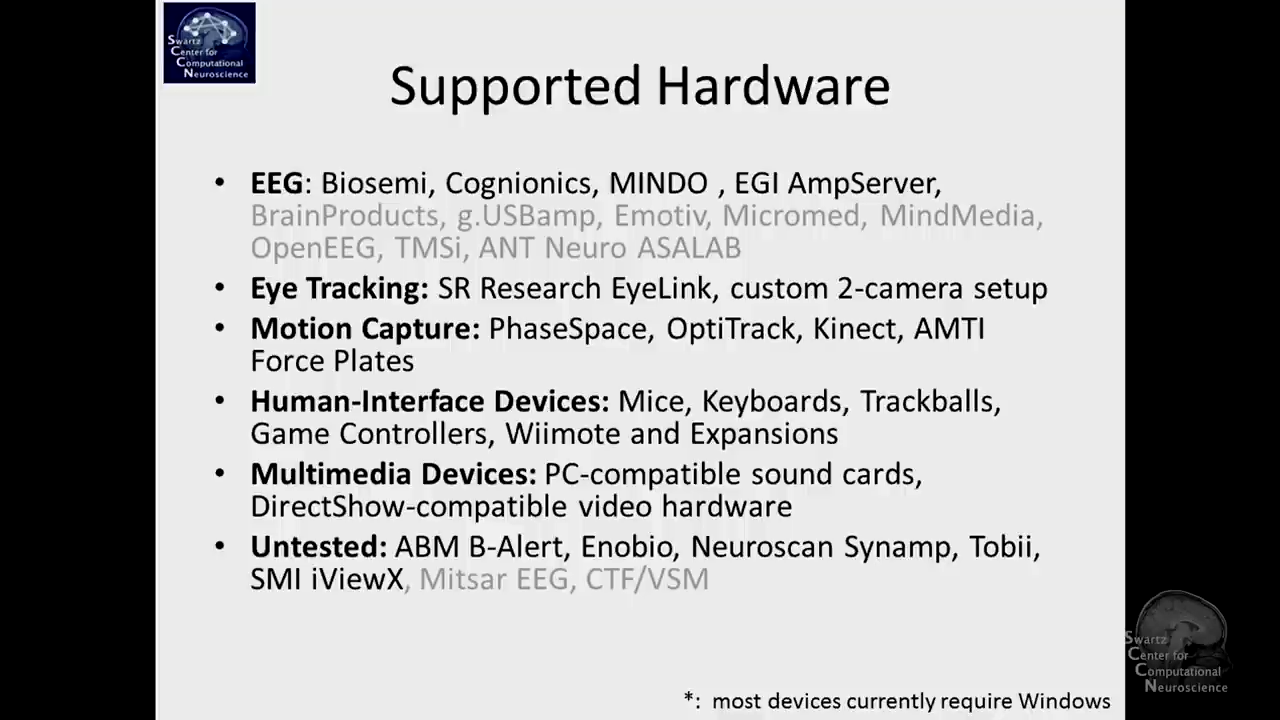 Swartz
Center for
Computational
Neuroscience
Supported Hardware
• EEG: Biosemi, Cognionics, MINDO , EGI AmpServer,
BrainProducts, g.USBamp, Emotiv, Micromed, MindMedia,
OpenEEG, TMSi, ANT Neuro ASALAB
• Eye Tracking: SR Research EyeLink, custom 2-camera setup
• Motion Capture: PhaseSpace, OptiTrack, Kinect, AMTI
Force Plates
• Human-Interface Devices: Mice, Keyboards, Trackballs,
Game Controllers, Wiimote and Expansions
• Multimedia Devices: PC-compatible sound cards,
DirectShow-compatible video hardware
• Untested: ABM B-Alert, Enobio, Neuroscan Synamp, Tobii,
SMI iViewX, Mitsar EEG, CTF/VSM
Swartz
Center for
Computational
Neuroscience
*: most devices currently require Windows